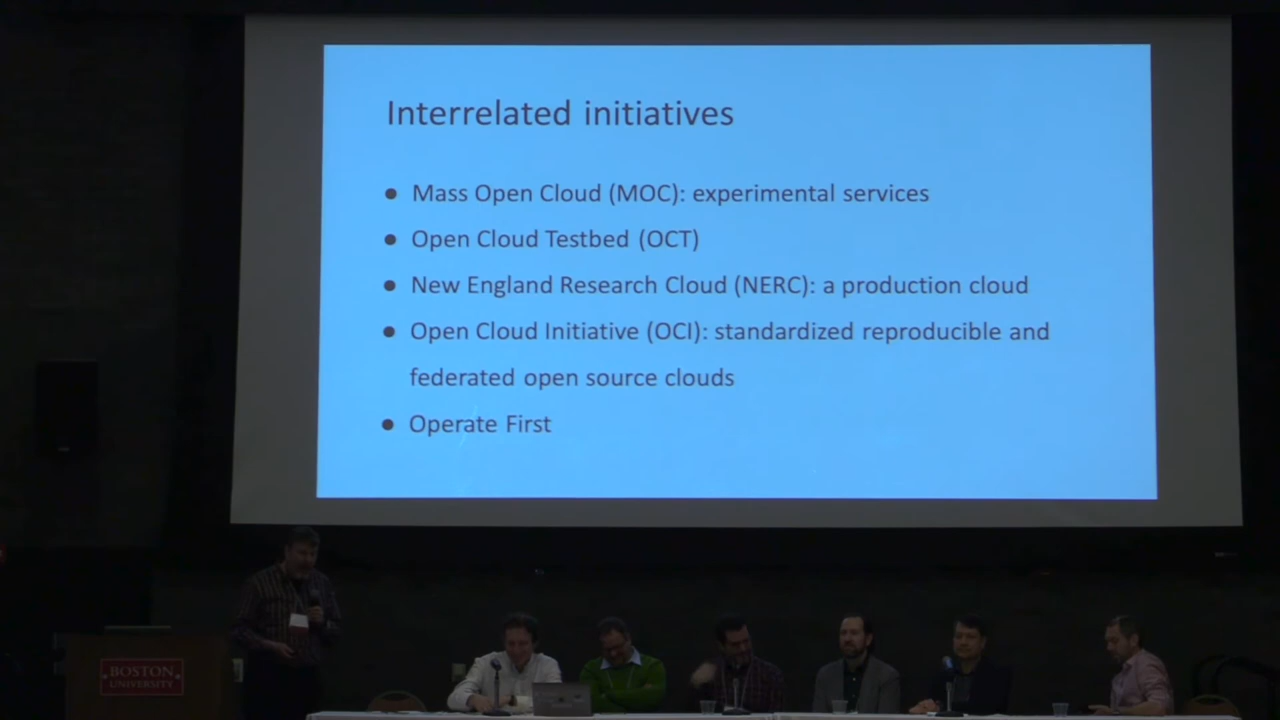 Interrelated initiatives
● Mass Open Cloud (MOC): experimental services
● Open Cloud Testbed (OCT)
● New England Research Cloud (NERC): a production cloud
● Open Cloud Initiative (OCI): standardized reproducible and
federated open source clouds
● Operate First
BOSTON
UNIVERSITY